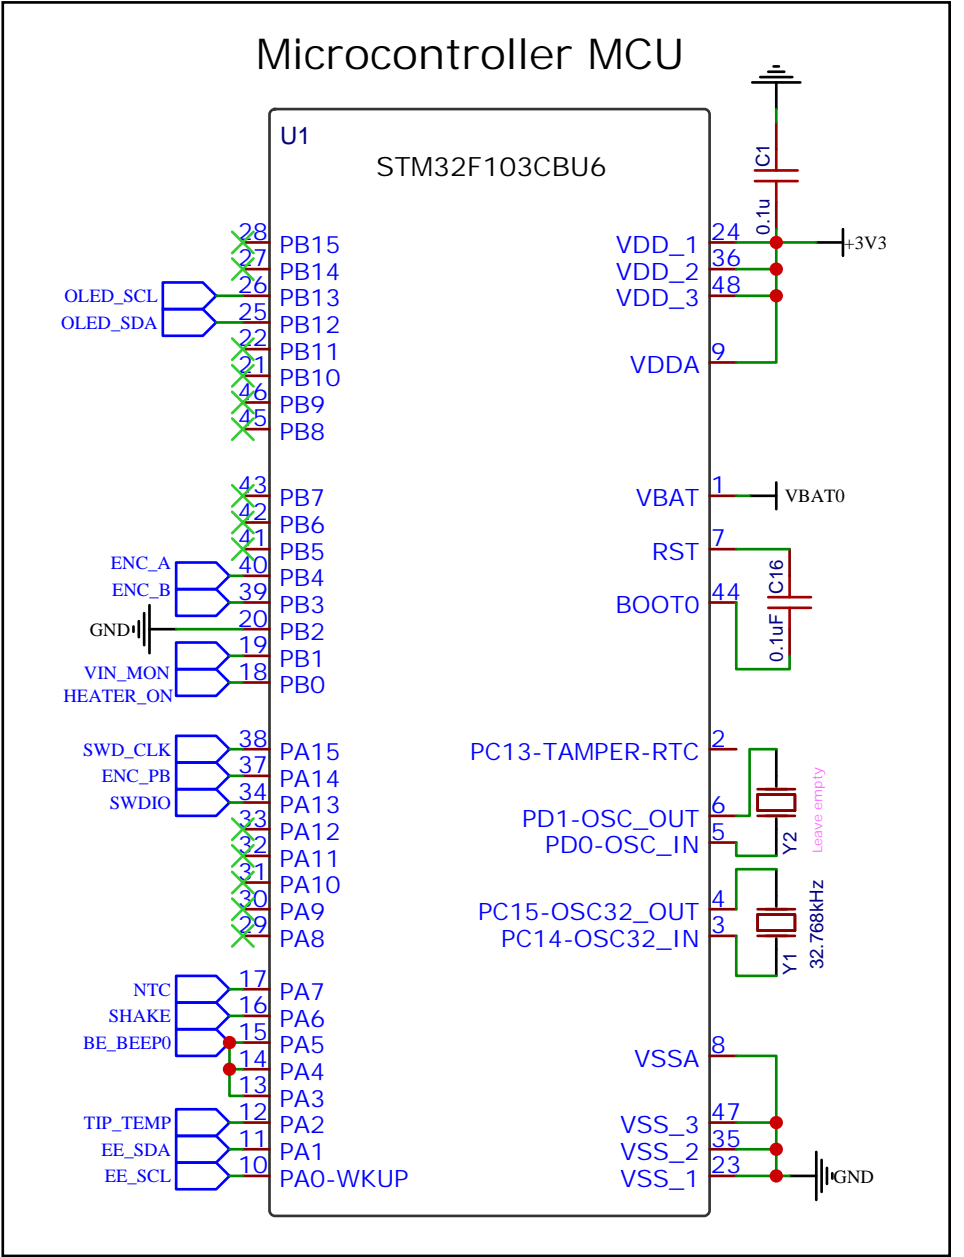 Microcontroller MCU
U1
STM32F103CBU6
C1
0.1u
+3V3
28 PB15
27 PB14
OLED_SCL 26 PB13
OLED_SDA 25 PB12
22 PB11
21 PB10
46 PB9
45 PB8
43 PB7
42 PB6
41 PB5
ENC_A 40 PB4
ENC_B 39 PB3
GND 20 PB2
19 PB1
VIN_MON 18 PB0
HEATER_ON
SWD_CLK 38 PA15
ENC_PB 37 PA14
SWDIO 34 PA13
33 PA12
32 PA11
31 PA10
30 PA9
29 PA8
NTC 17 PA7
SHAKE 16 PA6
BE_BEEP0 15 PA5
14 PA4
13 PA3
TIP_TEMP 12 PA2
EE_SDA 11 PA1
EE_SCL 10 PA0-WKUP
VDD_1 24
VDD_2 36
VDD_3 48
VDDA 9
VBAT 1 VBAT0
RST 7
BOOT0 44
C16
0.1uF
PC13-TAMPER-RTC 2
PD1-OSC_OUT 6
PD0-OSC_IN 5
Y2
Leave empty
PC15-OSC32_OUT 4
PC14-OSC32_IN 3
Y1
32.768kHz
VSSA 8
VSS_3 47
VSS_2 35
VSS_1 23
GND